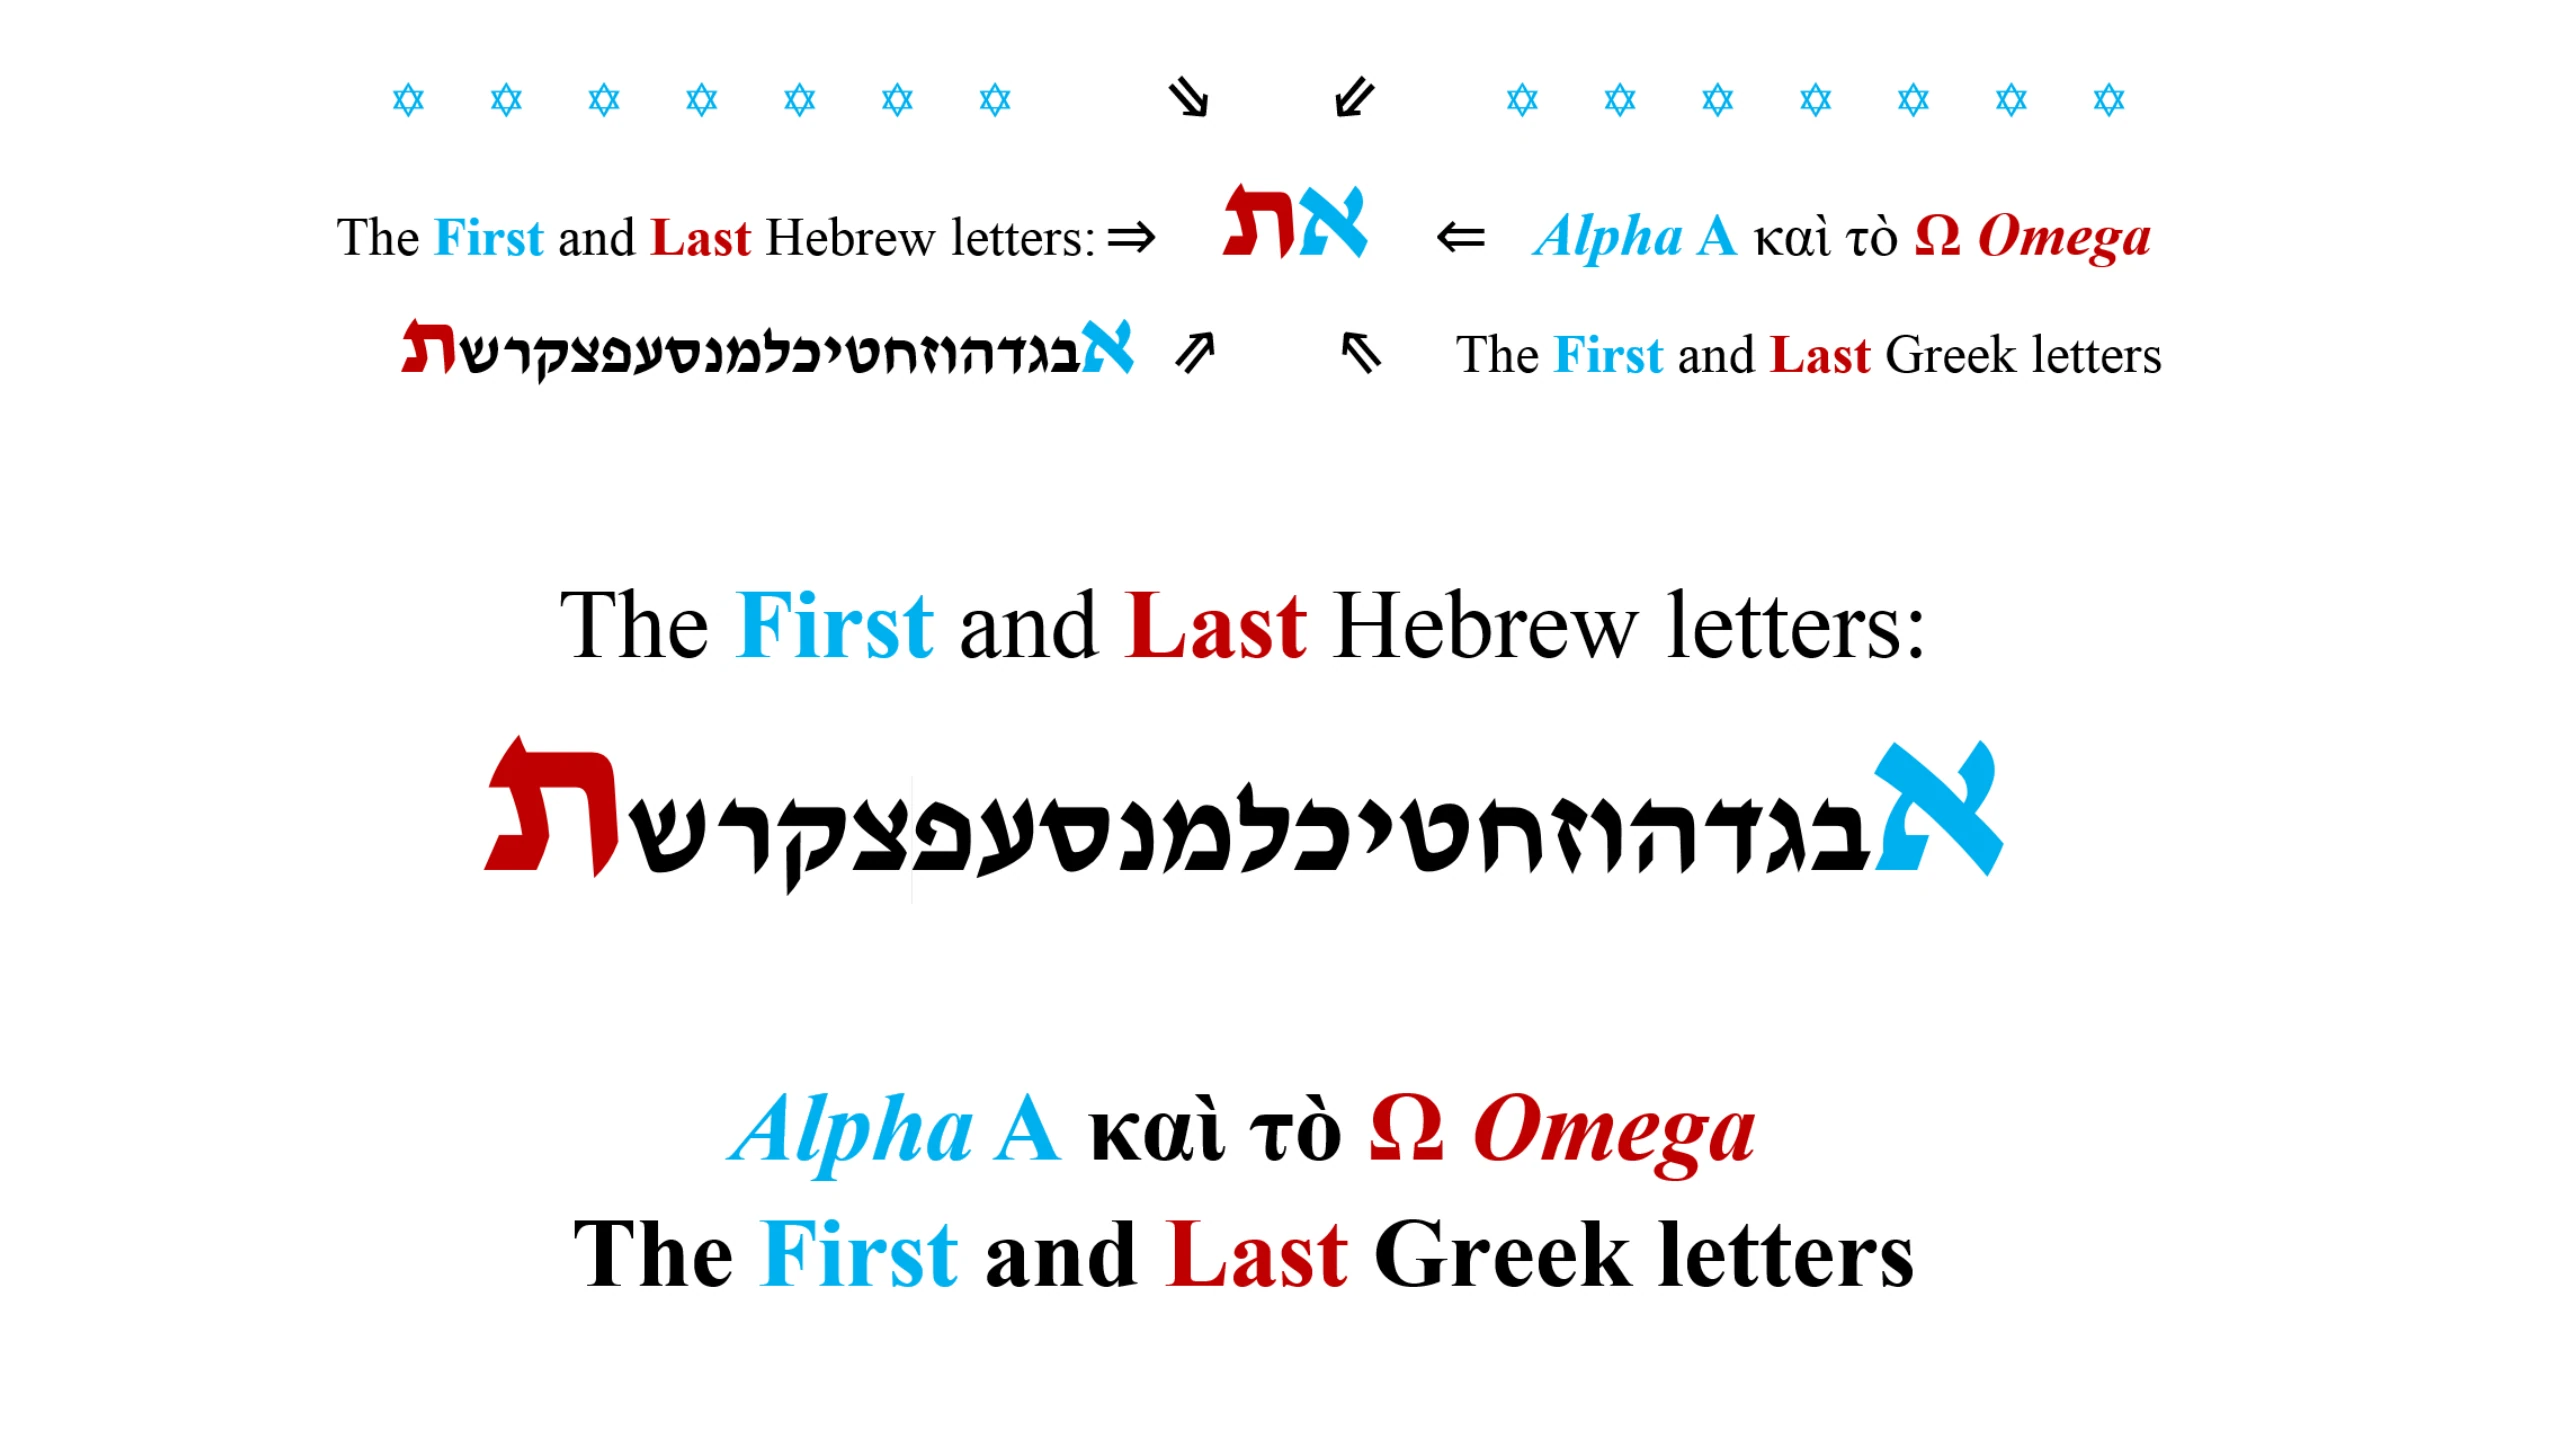 ✡ ✡ ✡ ✡ ✡ ✡ ✡ ⇘ ⇙ ✡ ✡ ✡ ✡ ✡ ✡ ✡
The First and Last Hebrew letters: ⇒ את ⇐ Alpha Α καὶ τὸ Ω Omega
אבגדהוזחטיכלמנסעפצקרשת ⇗ ⇖ The First and Last Greek letters
The First and Last Hebrew letters:
אבגדהוזחטיכלמנסעפצקרשת
Alpha Α καὶ τὸ Ω Omega
The First and Last Greek letters